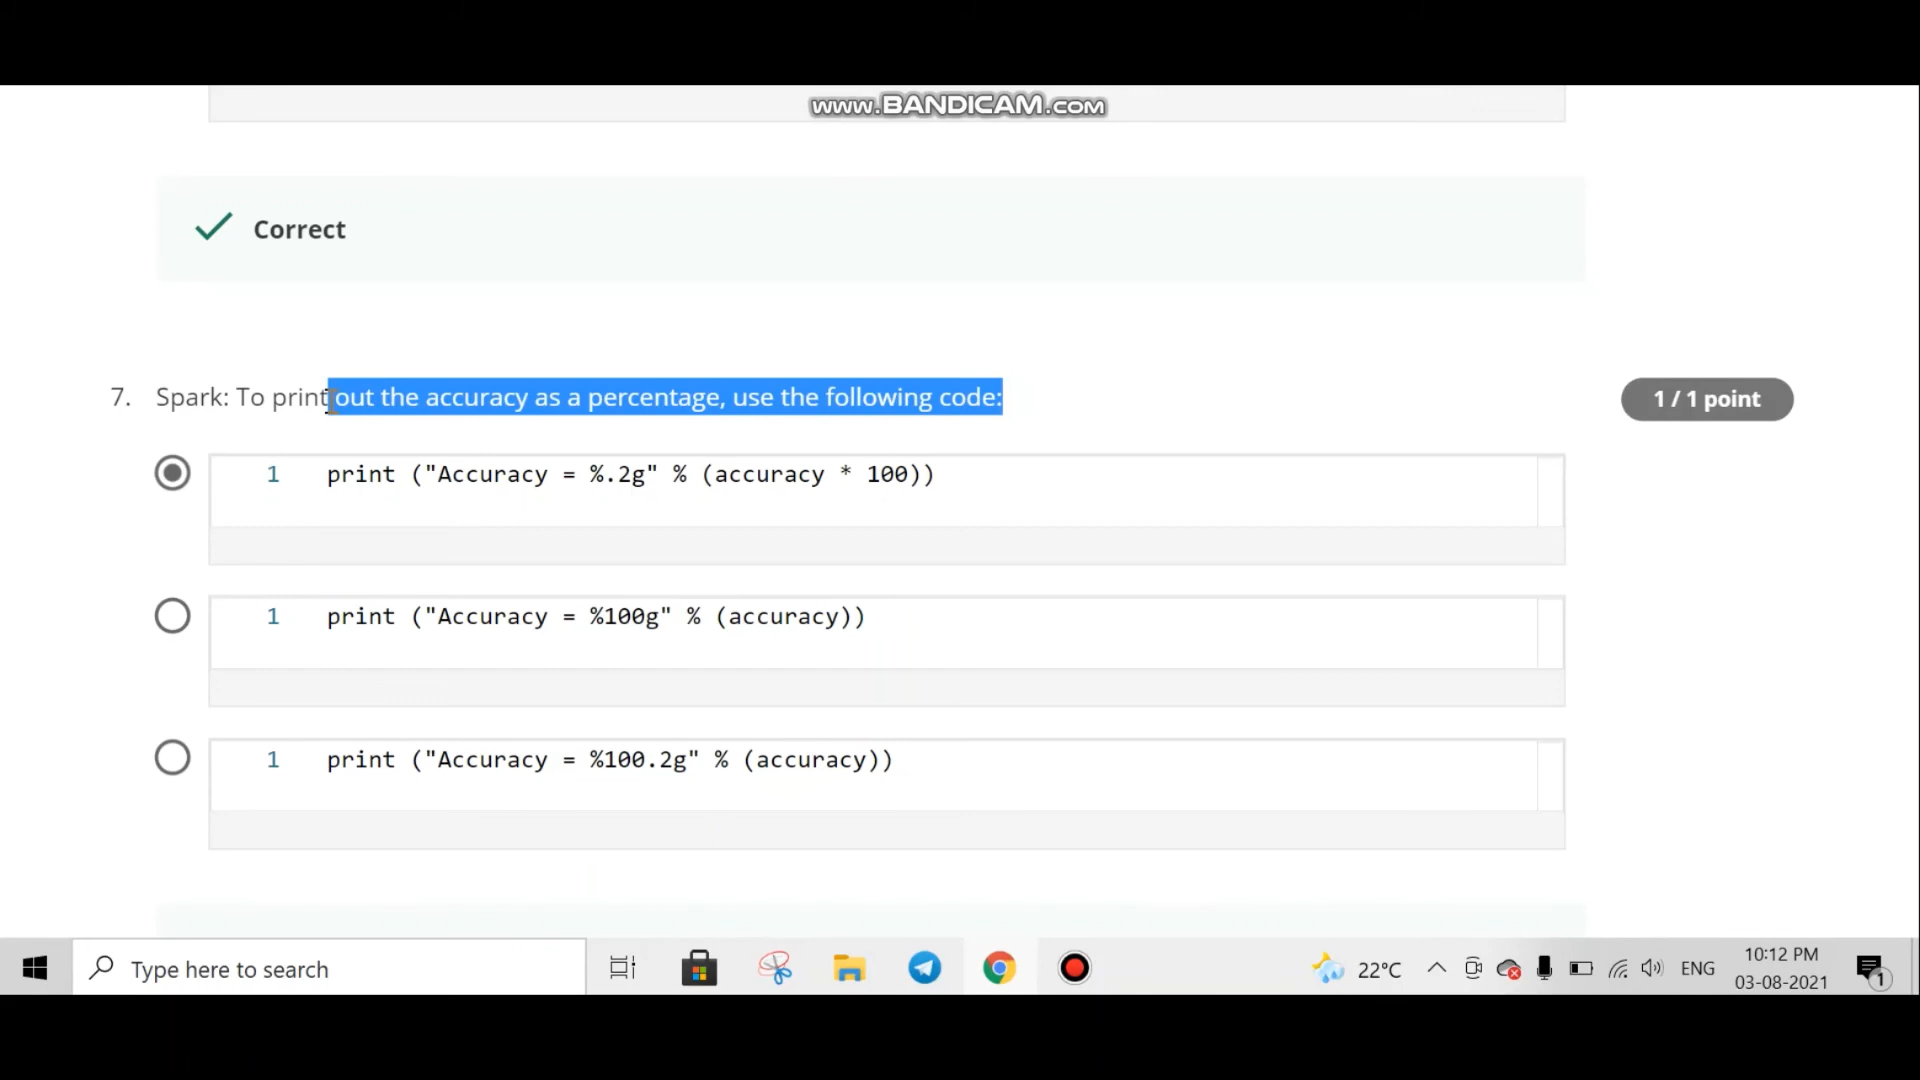 www.BANDICAM.com
Correct
7. Spark: To print out the accuracy as a percentage, use the following code:
1 / 1 point
1 print ("Accuracy = %.2g" % (accuracy * 100))
1 print ("Accuracy = %100g" % (accuracy))
1 print ("Accuracy = %100.2g" % (accuracy))
Type here to search
22°C
ENG
10:12 PM
03-08-2021
1